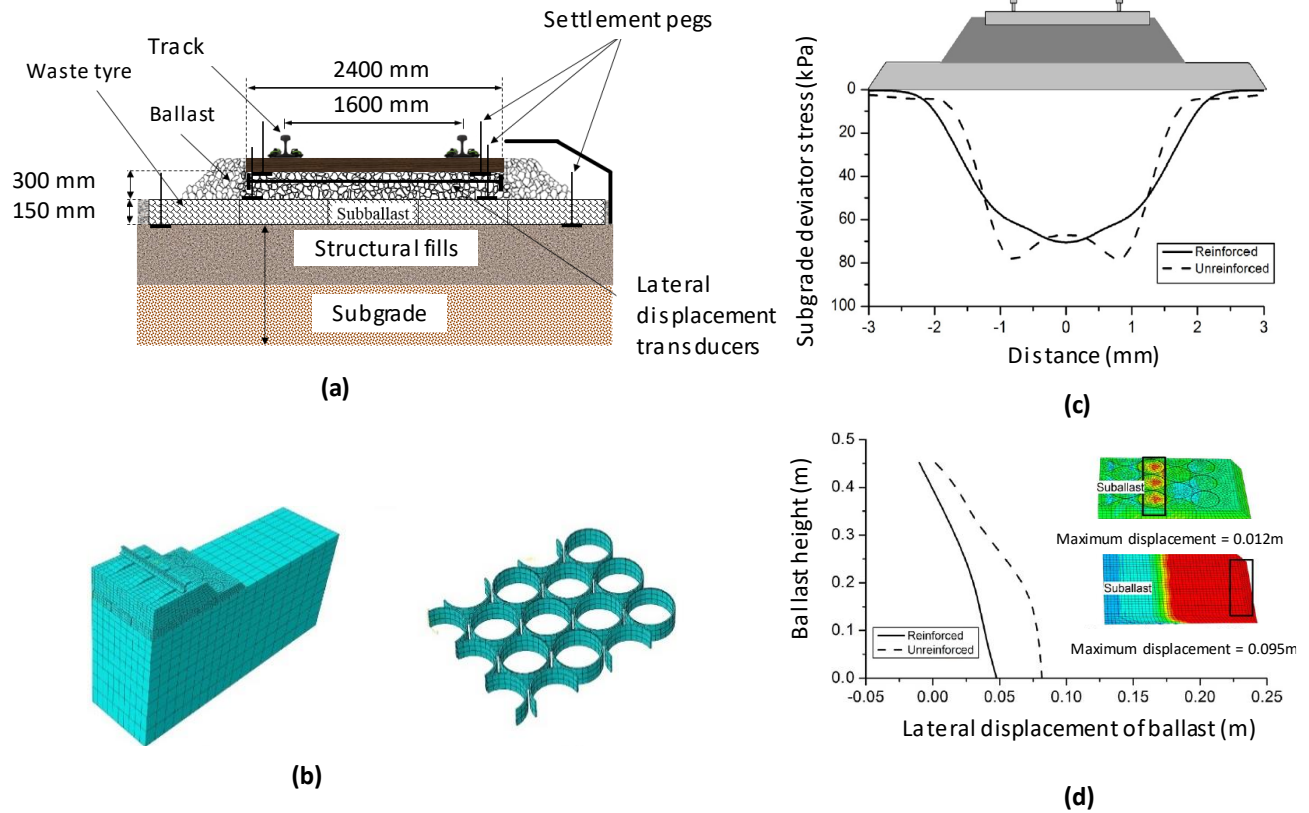 Settlement pegs
Track
Waste tyre
2400 mm
1600 mm
Ballast
300 mm
150 mm
Subballast
Structural fills
Subgrade
Lateral
displacement
transducers
(a)
(b)
Subgrade deviator stress (kPa)
0
20
40
60
80
100
Reinforced
Unreinforced
-3
-2
-1
0
1
2
3
Distance (mm)
(c)
Ballast height (m)
0.5
0.4
0.3
0.2
0.1
0.0
Suballast
Maximum displacement = 0.012m
Suballast
Maximum displacement = 0.095m
Reinforced
Unreinforced
-0.05
0.00
0.05
0.10
0.15
0.20
0.25
Lateral displacement of ballast (m)
(d)